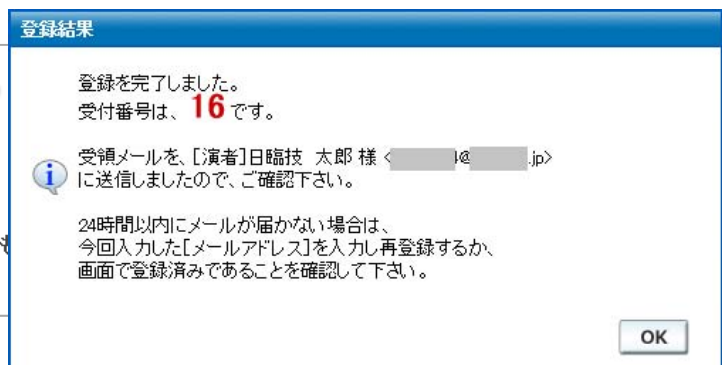 登録結果
登録を完了しました。
受付番号は、16です。
受領メールを、[演者]日臨技 太郎 様 < @ .jp>
に送信しましたので、ご確認下さい。
24時間以内にメールが届かない場合は、
今回入力した[メールアドレス]を入力し再登録するか、
画面で登録済みであることを確認して下さい。
OK